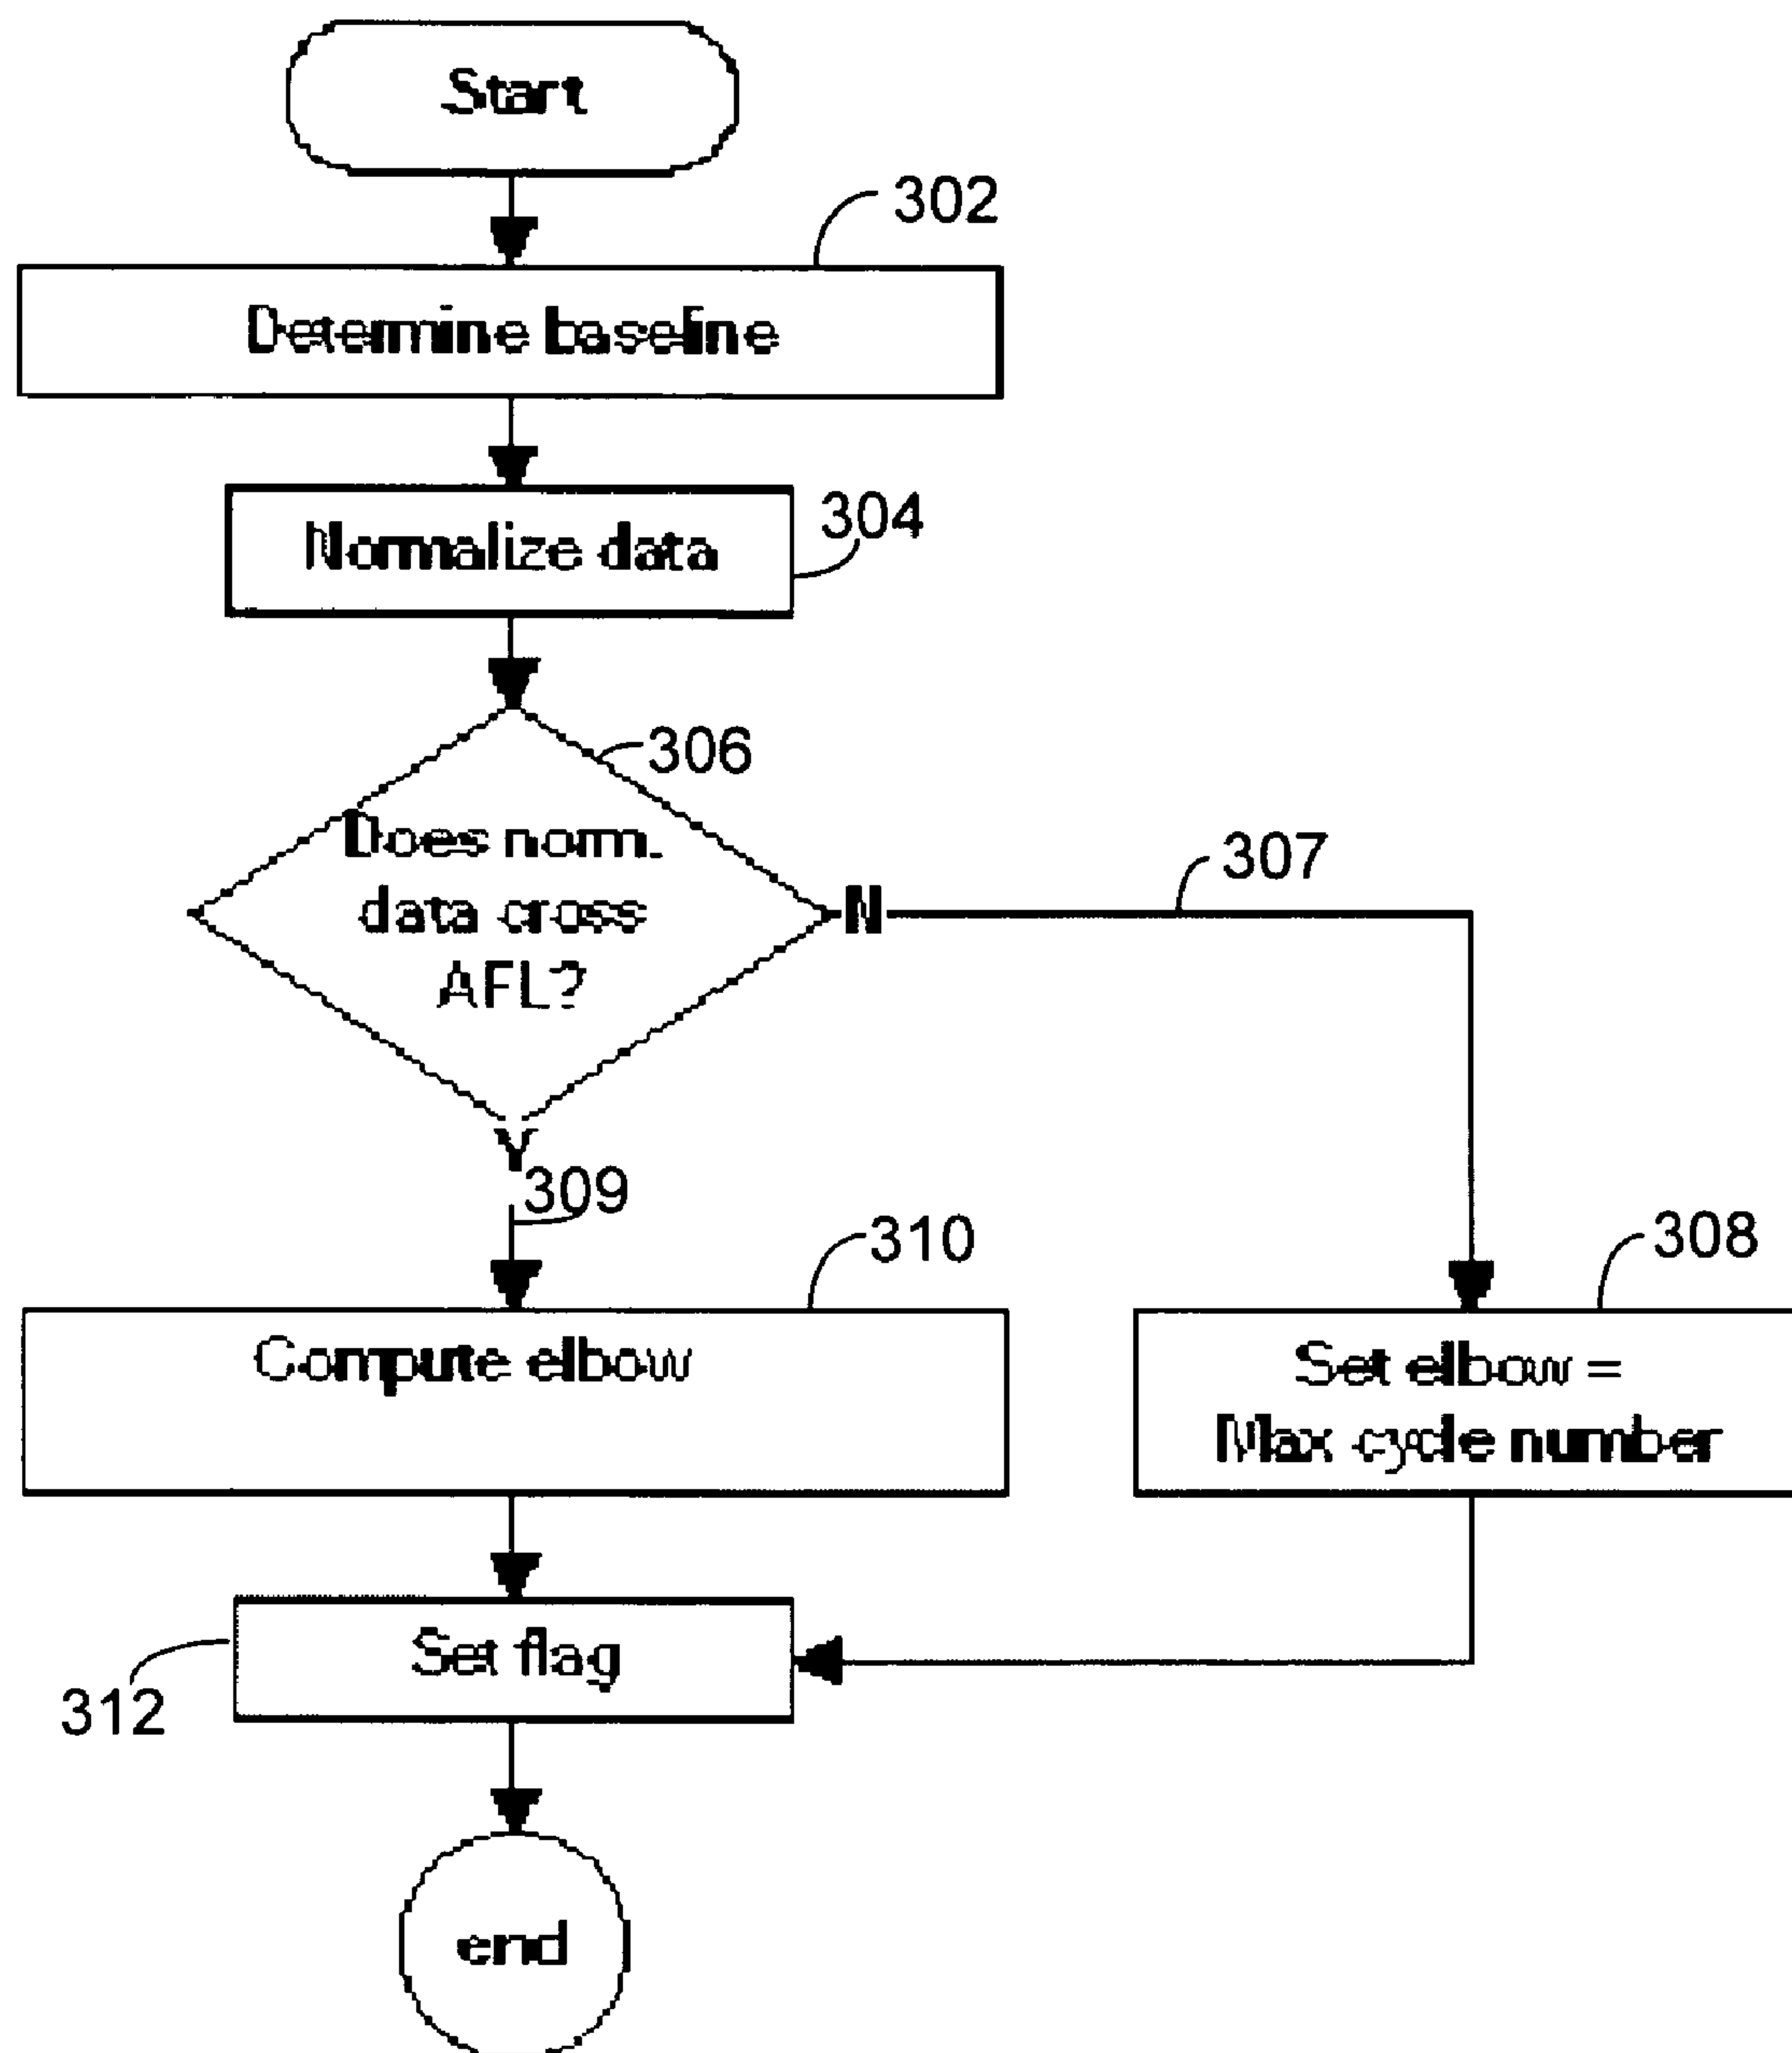 Start
302
Determine baseline
304
Normalize data
306
Does norm.
data cross
AFL?
N
307
Y
309
310
308
Compute elbow
Set elbow =
Max cycle number
Set flag
312
end